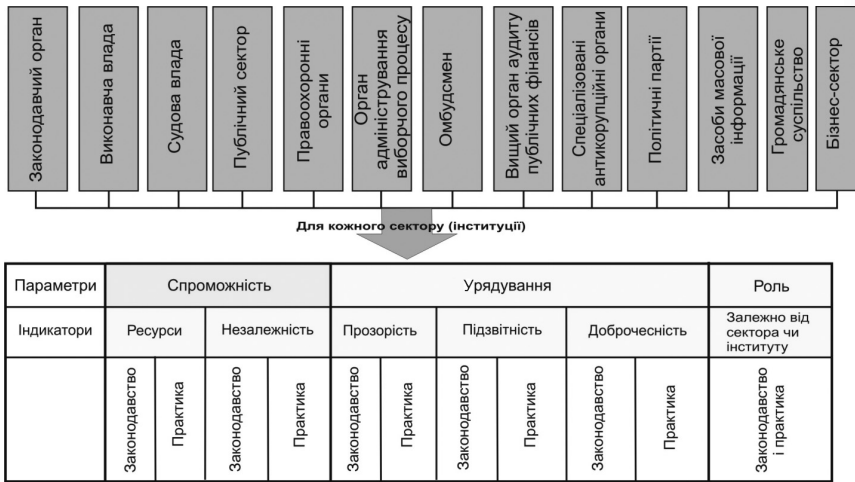 Законодавчий орган
Виконавча влада
Судова влада
Публічний сектор
Правоохоронні
органи
Орган
адміністрування
виборчого процесу
Омбудсмен
Вищий орган аудиту
публічних фінансів
Спеціалізовані
антикорупційні органи
Політичні партії
Засоби масової
інформації
Громадянське
суспільство
Бізнес-сектор
Для кожного сектору (інституції)
Параметри
Спроможність
Урядування
Роль
Індикатори
Ресурси
Незалежність
Прозорість
Підзвітність
Доброчесність
Залежно від
сектора чи
інституту
Законодавство
Практика
Законодавство
Практика
Законодавство
Практика
Законодавство
Практика
Законодавство
Практика
Законодавство
і практика